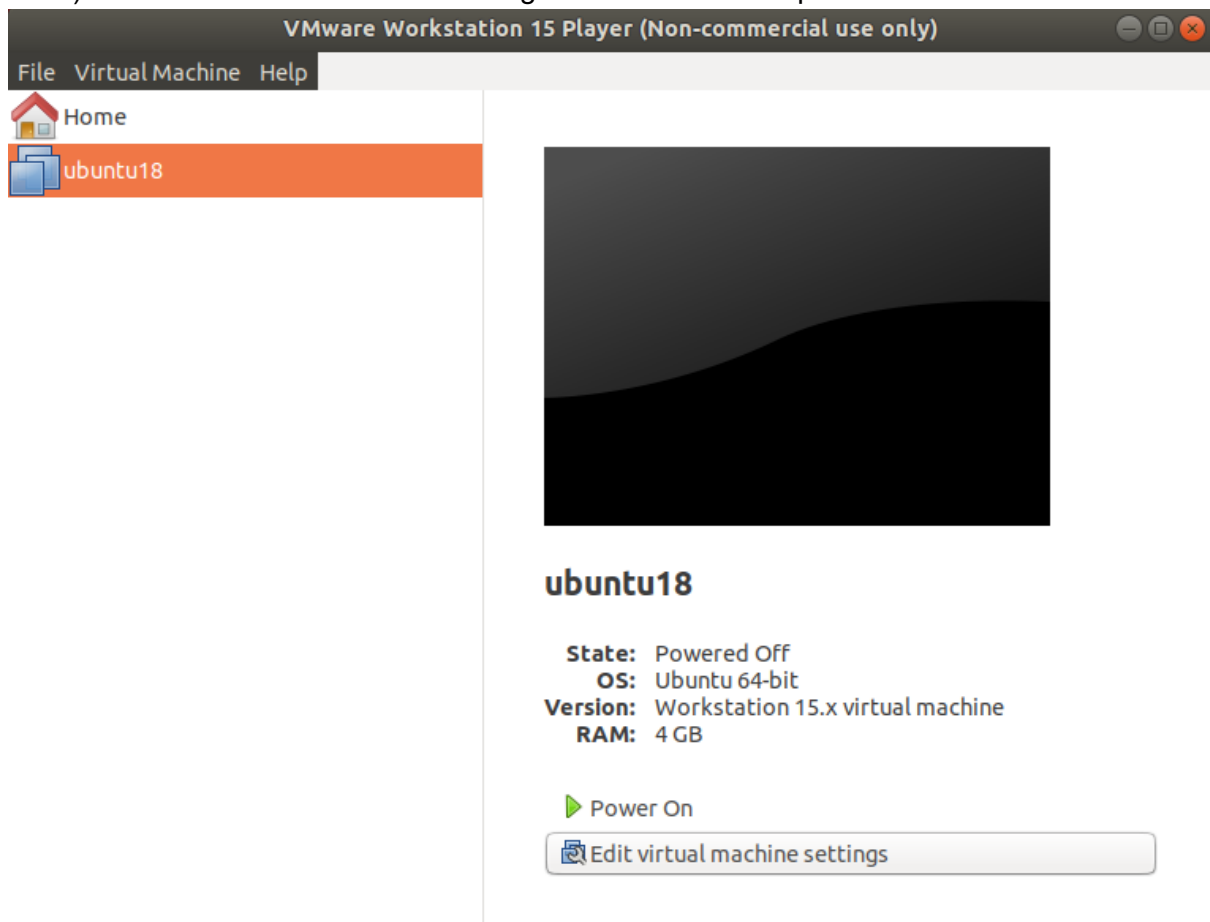 VMware Workstation 15 Player (Non-commercial use only)
File Virtual Machine Help
Home
ubuntu18
ubuntu18
State: Powered Off
OS: Ubuntu 64-bit
Version: Workstation 15.x virtual machine
RAM: 4 GB
Power On
Edit virtual machine settings